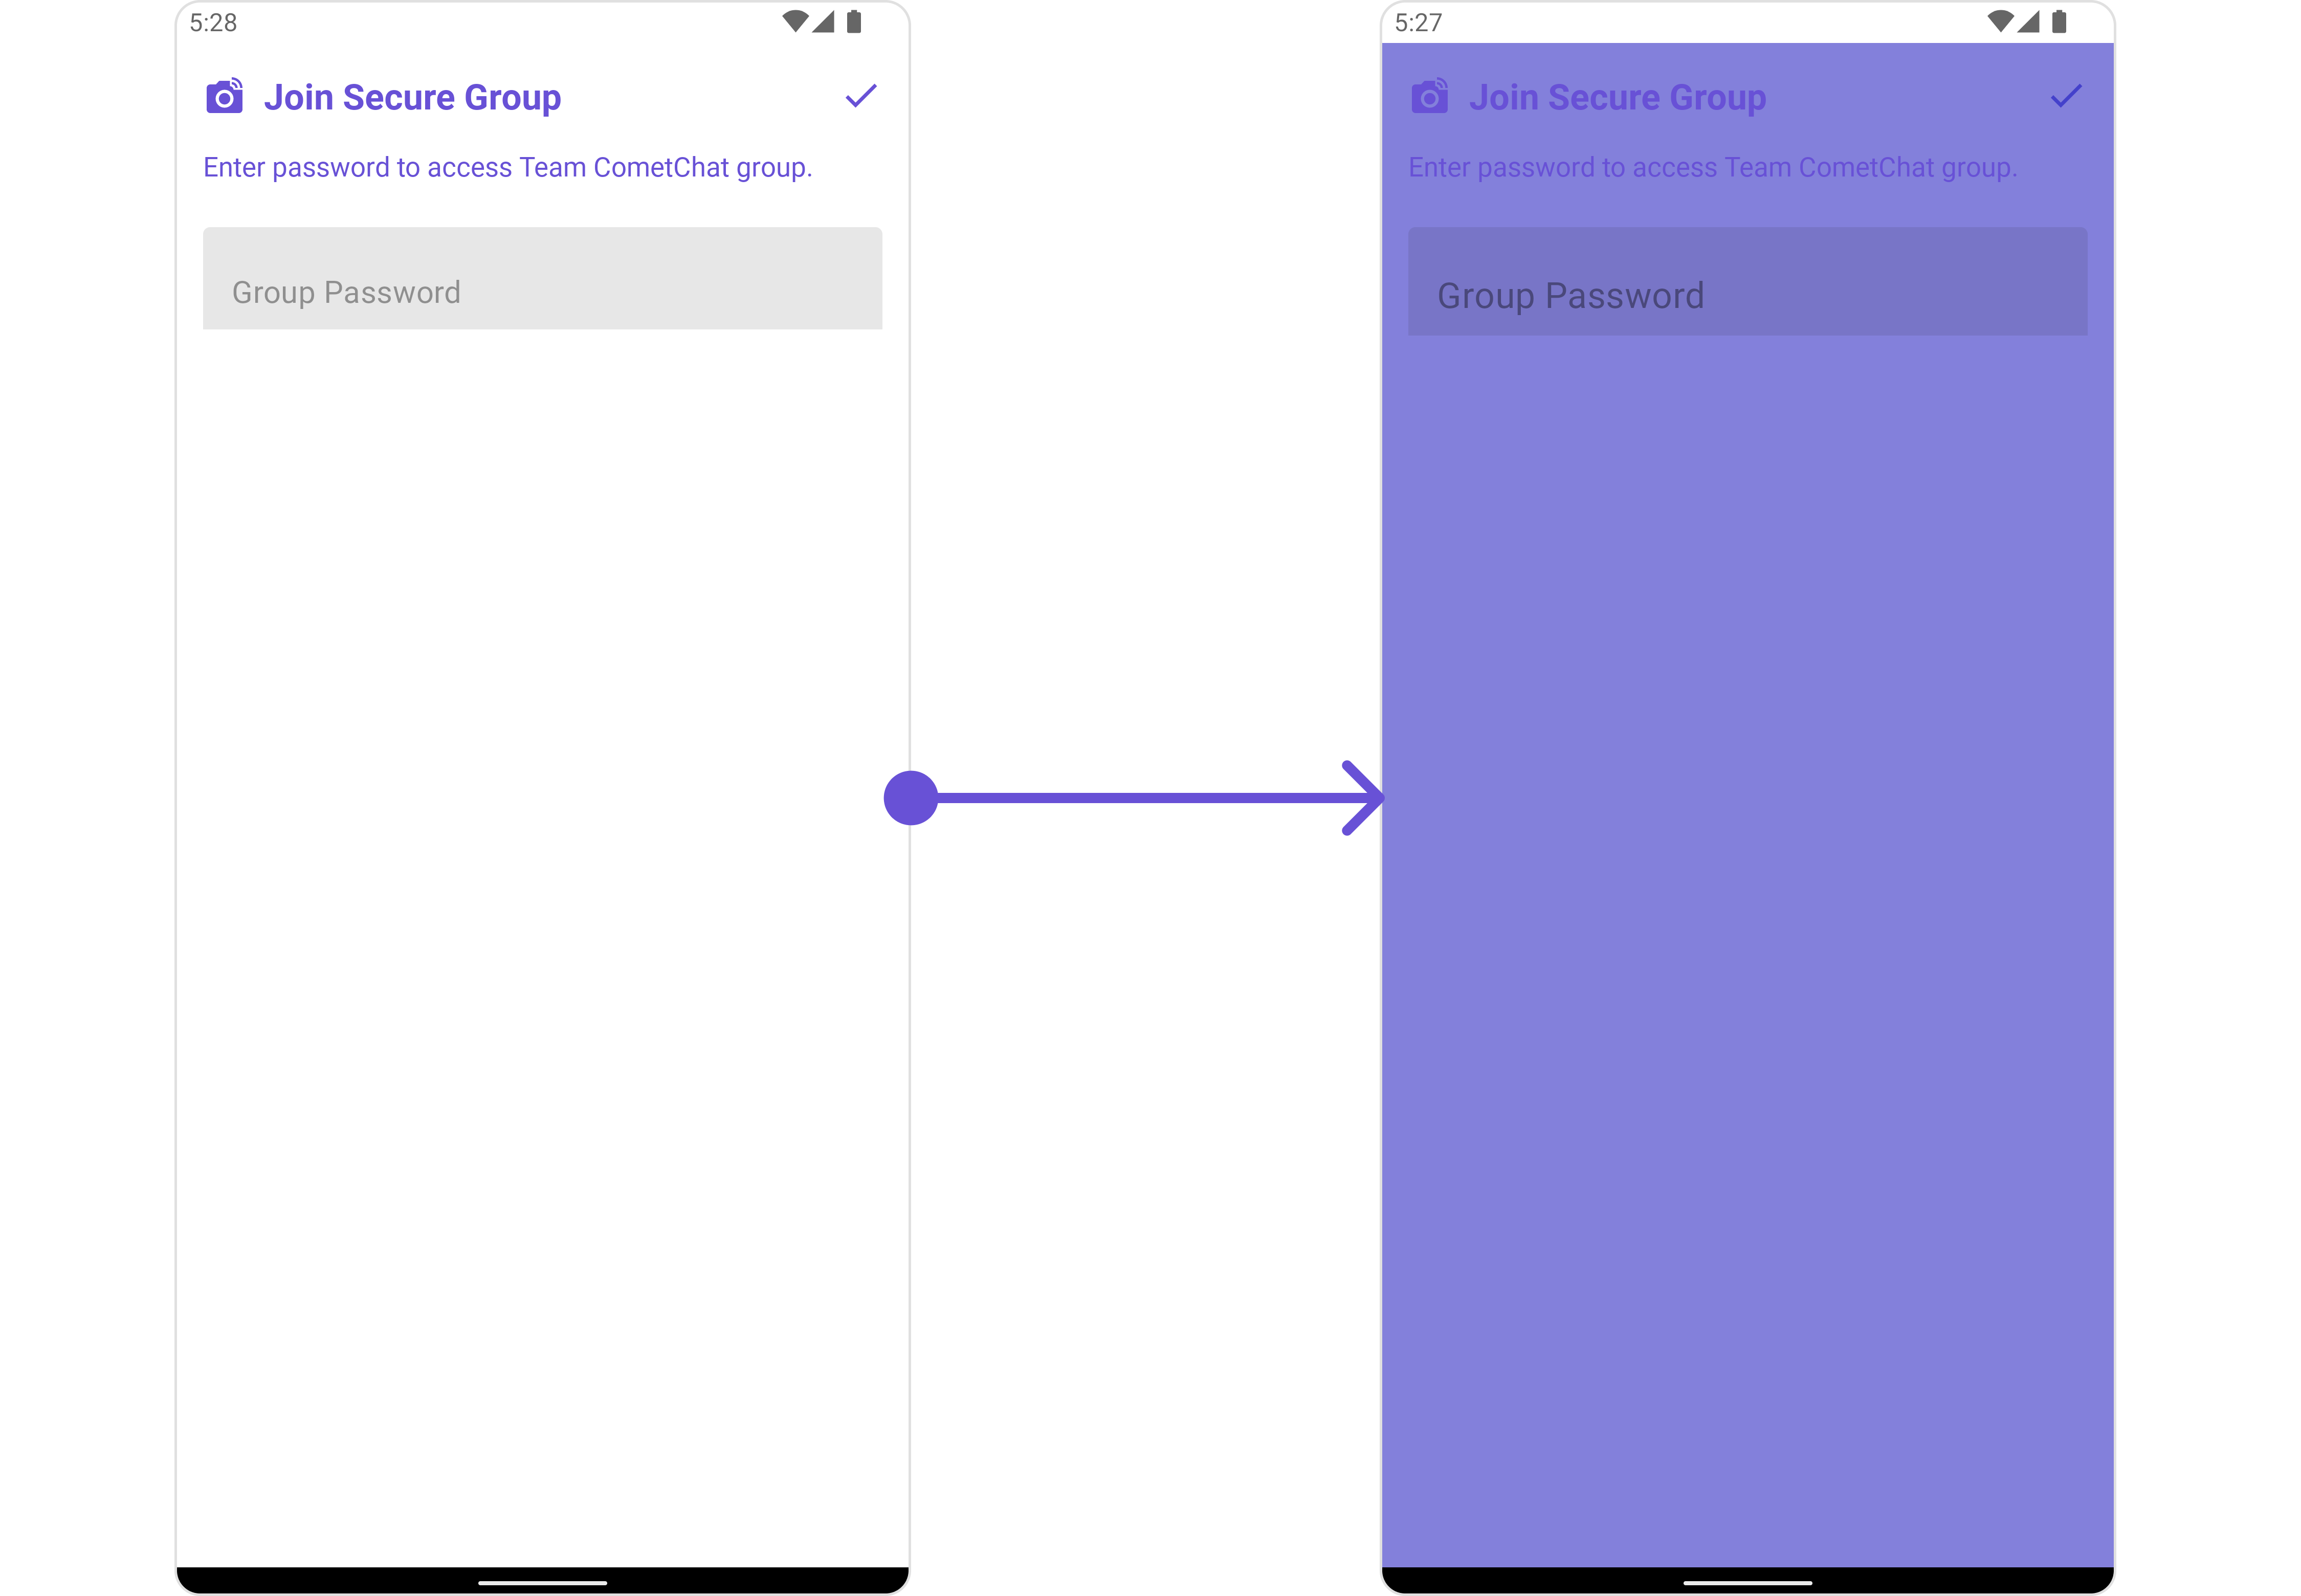 5:28
Join Secure Group
Enter password to access Team CometChat group.
Group Password
5:27
Join Secure Group
Enter password to access Team CometChat group.
Group Password